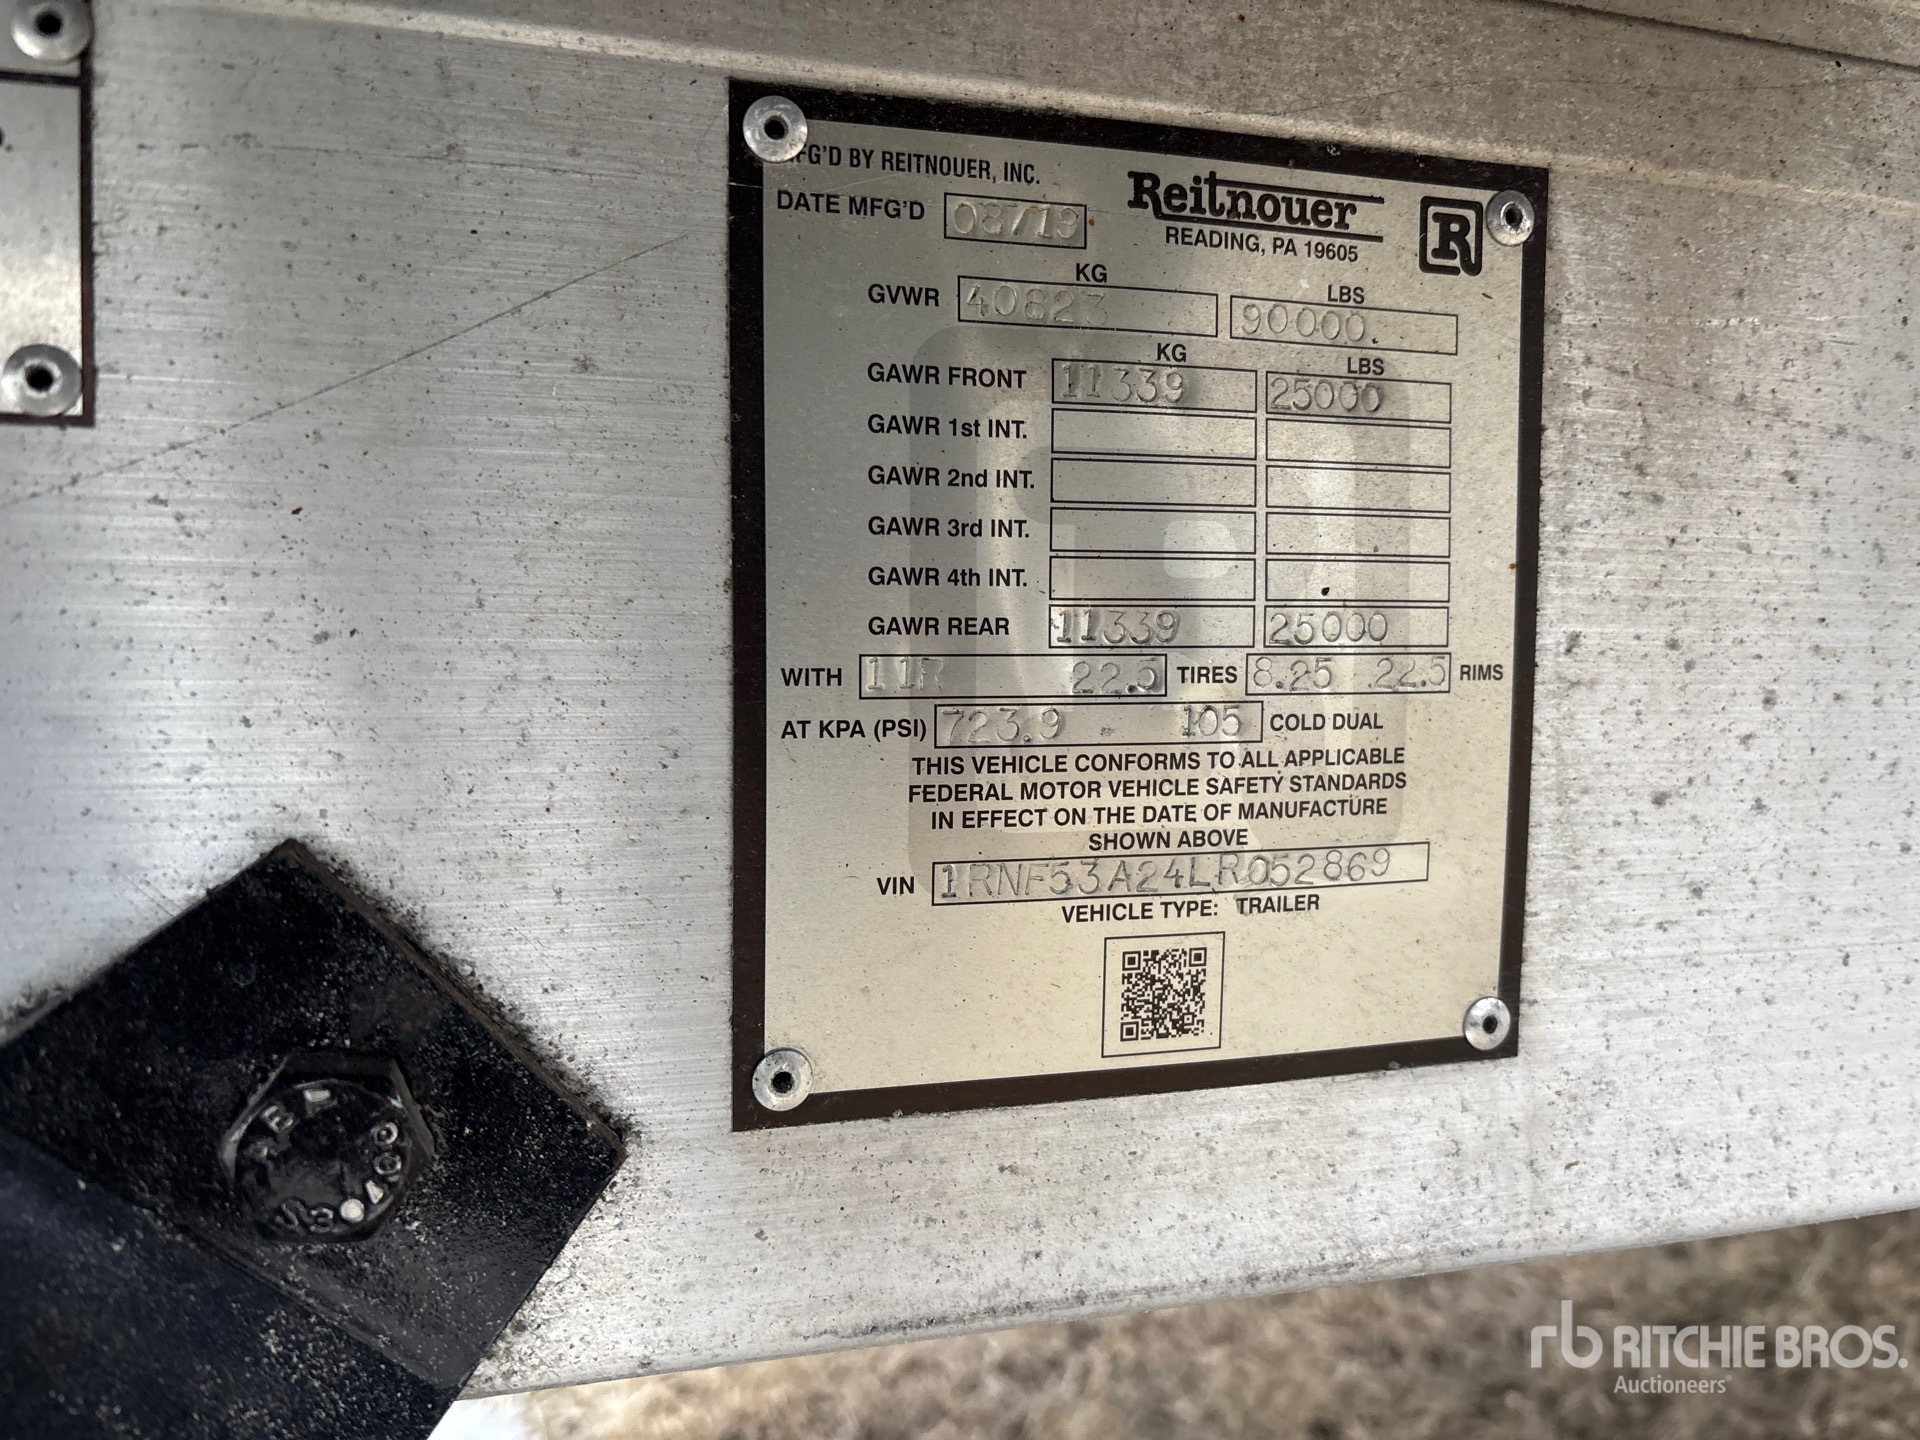 FG'D BY REITNOUER, INC.
DATE MFG'D 08/19
Reitnouer
READING, PA 19605
R
KG LBS
GVWR 40823 90000.
KG LBS
GAWR FRONT 11339 25000
GAWR 1st INT.
GAWR 2nd INT.
GAWR 3rd INT.
GAWR 4th INT.
GAWR REAR 11339 25000
WITH 11R 22.5 TIRES 8.25 22.5 RIMS
AT KPA (PSI) 723.9 - 105 COLD DUAL
THIS VEHICLE CONFORMS TO ALL APPLICABLE
FEDERAL MOTOR VEHICLE SAFETY STANDARDS
IN EFFECT ON THE DATE OF MANUFACTURE
SHOWN ABOVE
VIN 1RNF53A24LR052869
VEHICLE TYPE: TRAILER
rb RITCHIE BROS.
Auctioneers